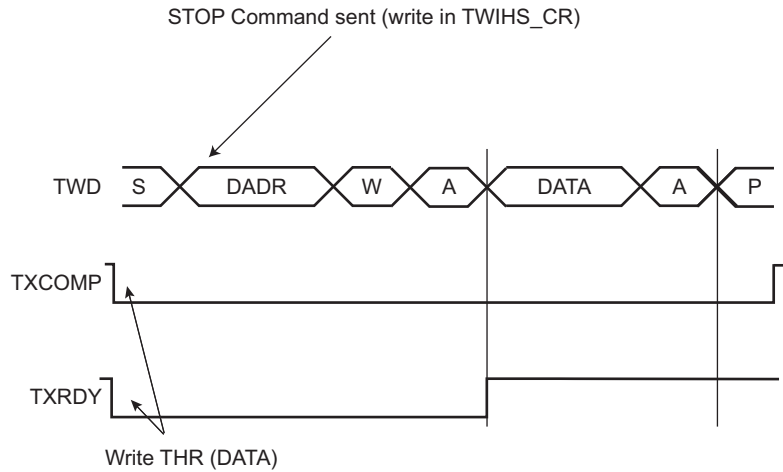 STOP Command sent (write in TWIHS_CR)
TWD S DADR W A DATA A P
TXCOMP
TXRDY
Write THR (DATA)